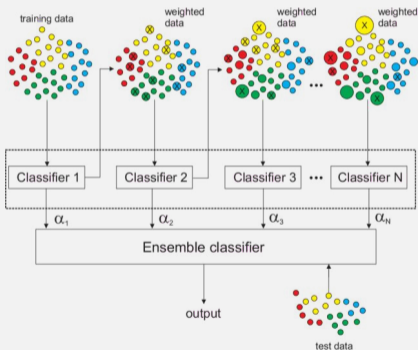 training data
weighted
data
weighted
data
weighted
data
X X X X X X X X X
X X X X X X X X X
X X X X X
...
Classifier 1
Classifier 2
Classifier 3
...
Classifier N
α1
α2
α3
αN
Ensemble classifier
output
test data